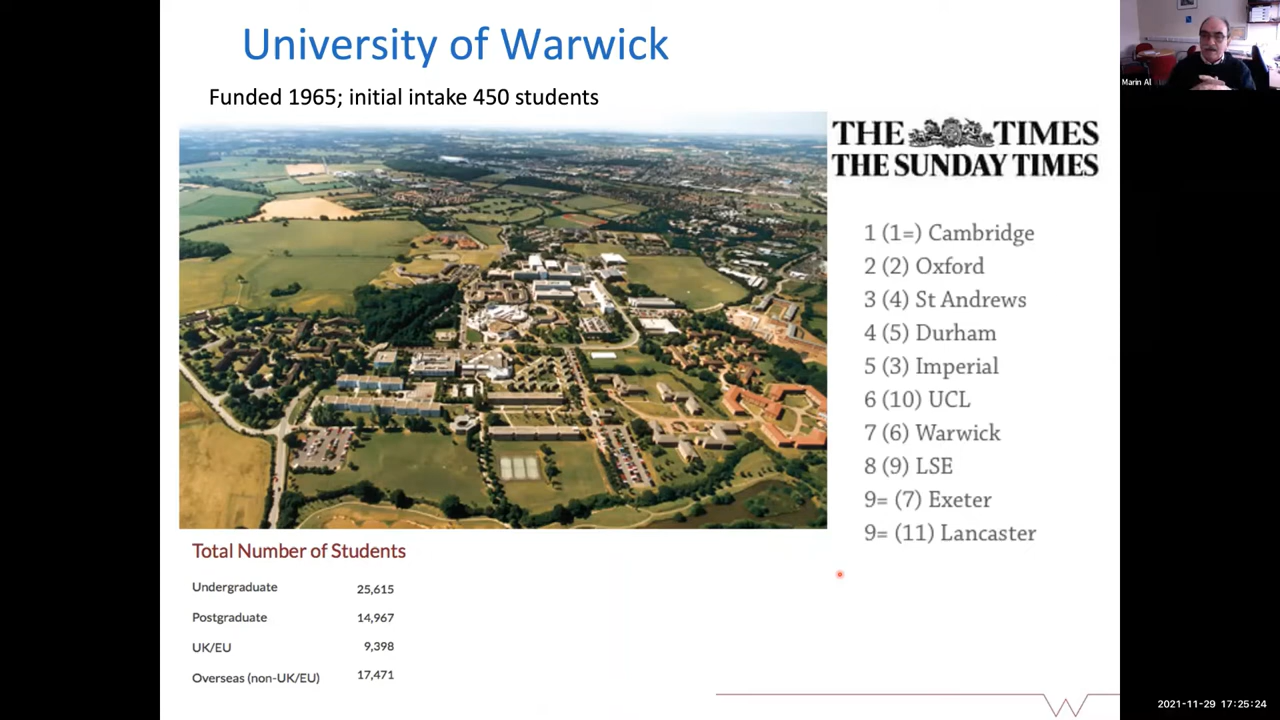 University of Warwick
Funded 1965; initial intake 450 students
Marin Al
THE TIMES
THE SUNDAY TIMES
1 (1=) Cambridge
2 (2) Oxford
3 (4) St Andrews
4 (5) Durham
5 (3) Imperial
6 (10) UCL
7 (6) Warwick
8 (9) LSE
9= (7) Exeter
9= (11) Lancaster
Total Number of Students
Undergraduate 25,615
Postgraduate 14,967
UK/EU 9,398
Overseas (non-UK/EU) 17,471
2021-11-29 17:25:24